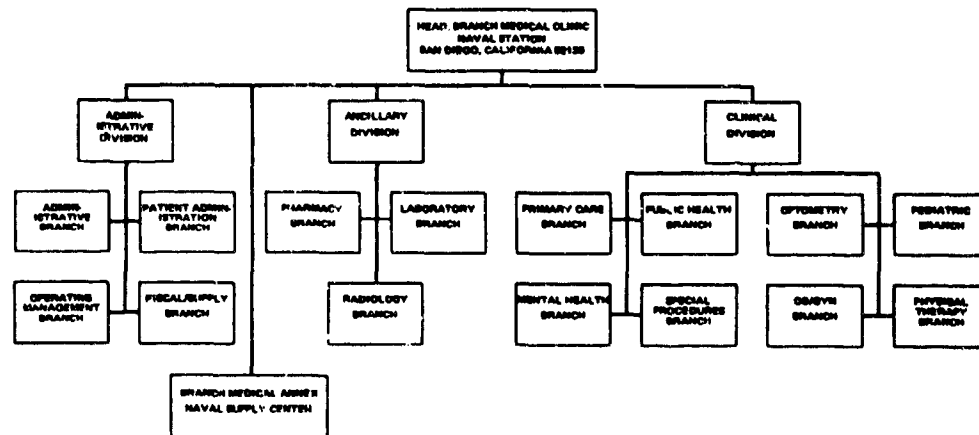 HEAD, BRANCH MEDICAL CLINIC
NAVAL STATION
SAN DIEGO, CALIFORNIA 92136
ADMIN-
ISTRATIVE
DIVISION
ANCILLARY
DIVISION
CLINICAL
DIVISION
ADMIN-
ISTRATIVE
BRANCH
PATIENT ADMIN-
ISTRATION
BRANCH
PHARMACY
BRANCH
LABORATORY
BRANCH
PRIMARY CARE
BRANCH
PUBLIC HEALTH
BRANCH
OPTOMETRY
BRANCH
PEDIATRIC
BRANCH
OPERATING
MANAGEMENT
BRANCH
FISCAL/SUPPLY
BRANCH
RADIOLOGY
BRANCH
MENTAL HEALTH
BRANCH
SPECIAL
PROCEDURES
BRANCH
OB/GYN
BRANCH
PHYSICAL
THERAPY
BRANCH
BRANCH MEDICAL ANNEX
NAVAL SUPPLY CENTER